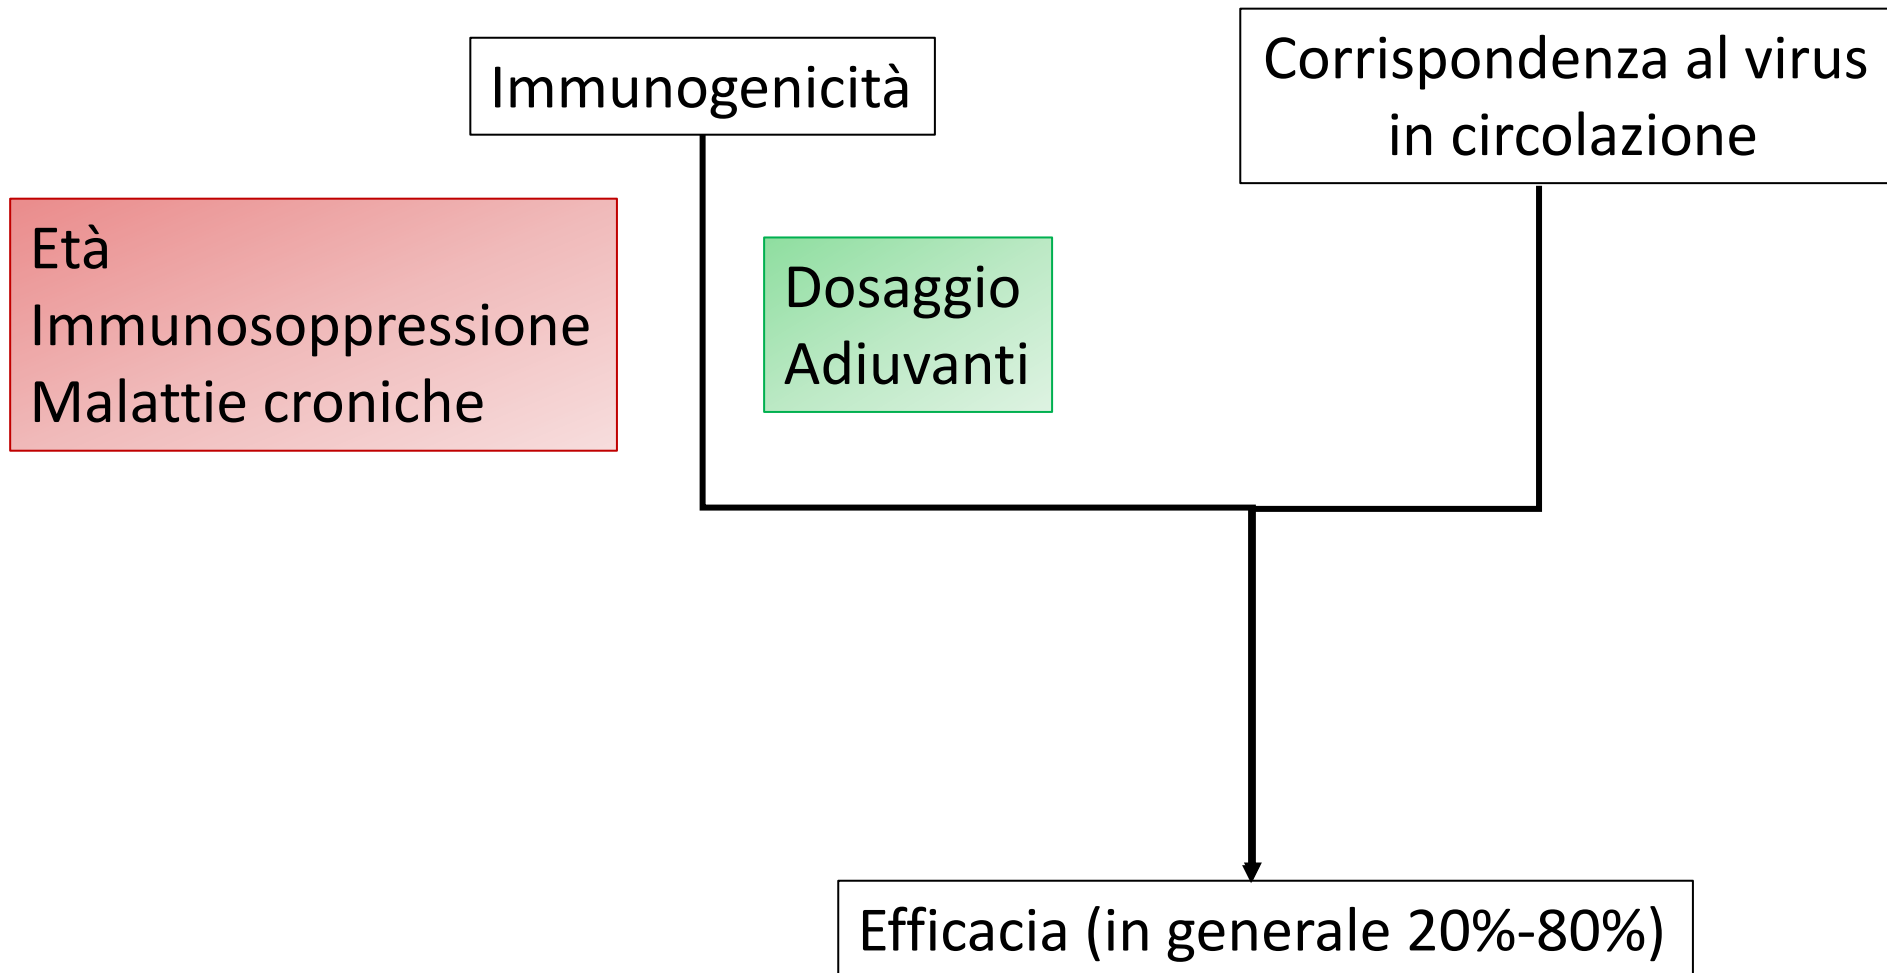 Immunogenicità
Corrispondenza al virus
in circolazione
Età
Immunosoppressione
Malattie croniche
Dosaggio
Adiuvanti
Efficacia (in generale 20%-80%)